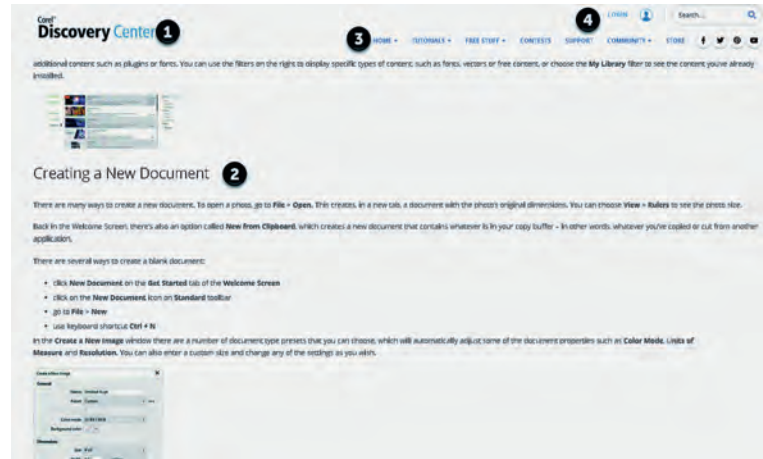 Corel
Discovery Center 1
4 LOGIN Search...
3 HOME TUTORIALS FREE STUFF CONTESTS SUPPORT COMMUNITY STORE
additional content such as plugins or fonts. You can use the filters on the right to display specific types of content, such as fonts, vectors or free content, or choose the My Library filter to see the content you've already
installed.
Creating a New Document 2
There are many ways to create a new document. To open a photo, go to File > Open. This creates, in a new tab, a document with the photo's original dimensions. You can choose View > Rulers to see the photo size.
Back in the Welcome Screen, there's also an option called New from Clipboard, which creates a new document that contains whatever is in your copy buffer – in other words, whatever you've copied or cut from another
application.
There are several ways to create a blank document:
• click New Document on the Get Started tab of the Welcome Screen
• click on the New Document icon on Standard toolbar
• go to File > New
• use keyboard shortcut Ctrl + N
In the Create a New Image window there are a number of document type presets that you can choose, which will automatically adjust some of the document properties such as Color Mode, Units of
Measure and Resolution. You can also enter a custom size and change any of the settings as you wish.
Name:
Preset: Custom
Color mode:
Background color: